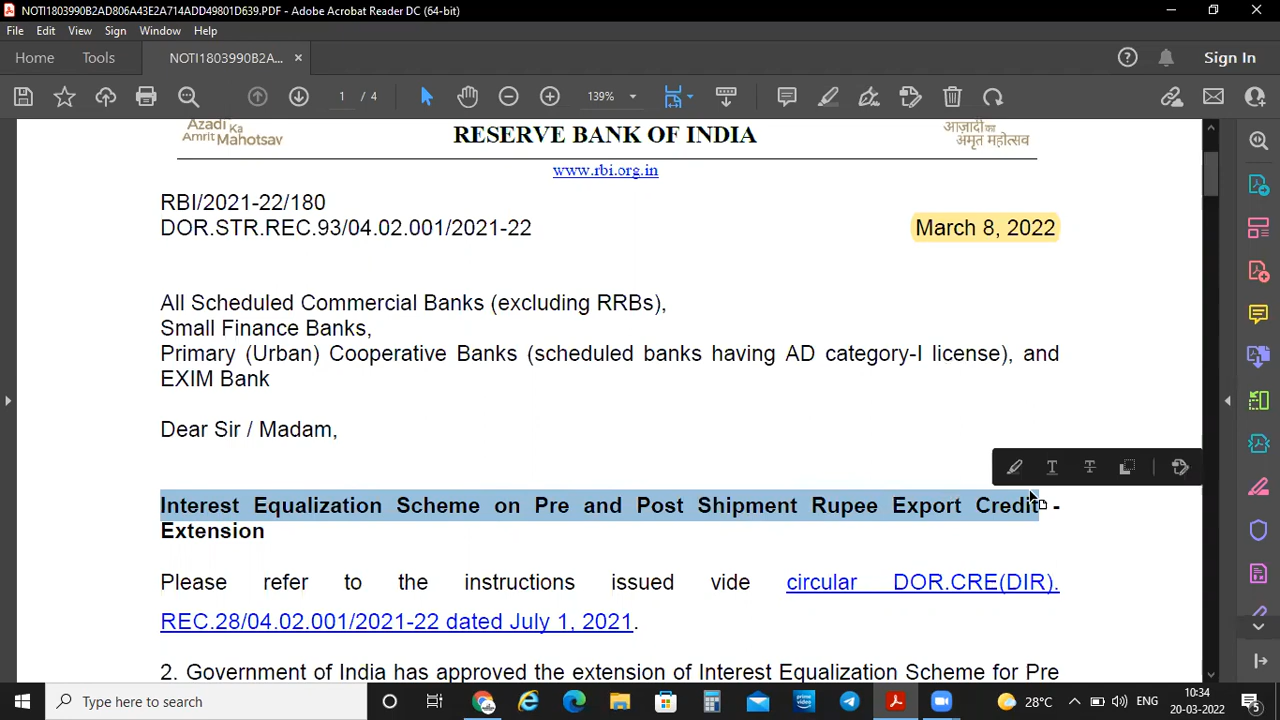 NOTI1803990B2AD806A43E2A714ADD49801D639.PDF - Adobe Acrobat Reader DC (64-bit)
File Edit View Sign Window Help
Home Tools NOTI1803990B2A... × Sign In
1 / 4 139%
Azadi Ka
Amrit Mahotsav
RESERVE BANK OF INDIA
आज़ादी का
अमृत महोत्सव
www.rbi.org.in
RBI/2021-22/180
DOR.STR.REC.93/04.02.001/2021-22 March 8, 2022
All Scheduled Commercial Banks (excluding RRBs),
Small Finance Banks,
Primary (Urban) Cooperative Banks (scheduled banks having AD category-I license), and
EXIM Bank
Dear Sir / Madam,
Interest Equalization Scheme on Pre and Post Shipment Rupee Export Credit -
Extension
Please refer to the instructions issued vide circular DOR.CRE(DIR).
REC.28/04.02.001/2021-22 dated July 1, 2021.
2. Government of India has approved the extension of Interest Equalization Scheme for Pre
Type here to search
prime video
28°C ENG 10:34
20-03-2022
5